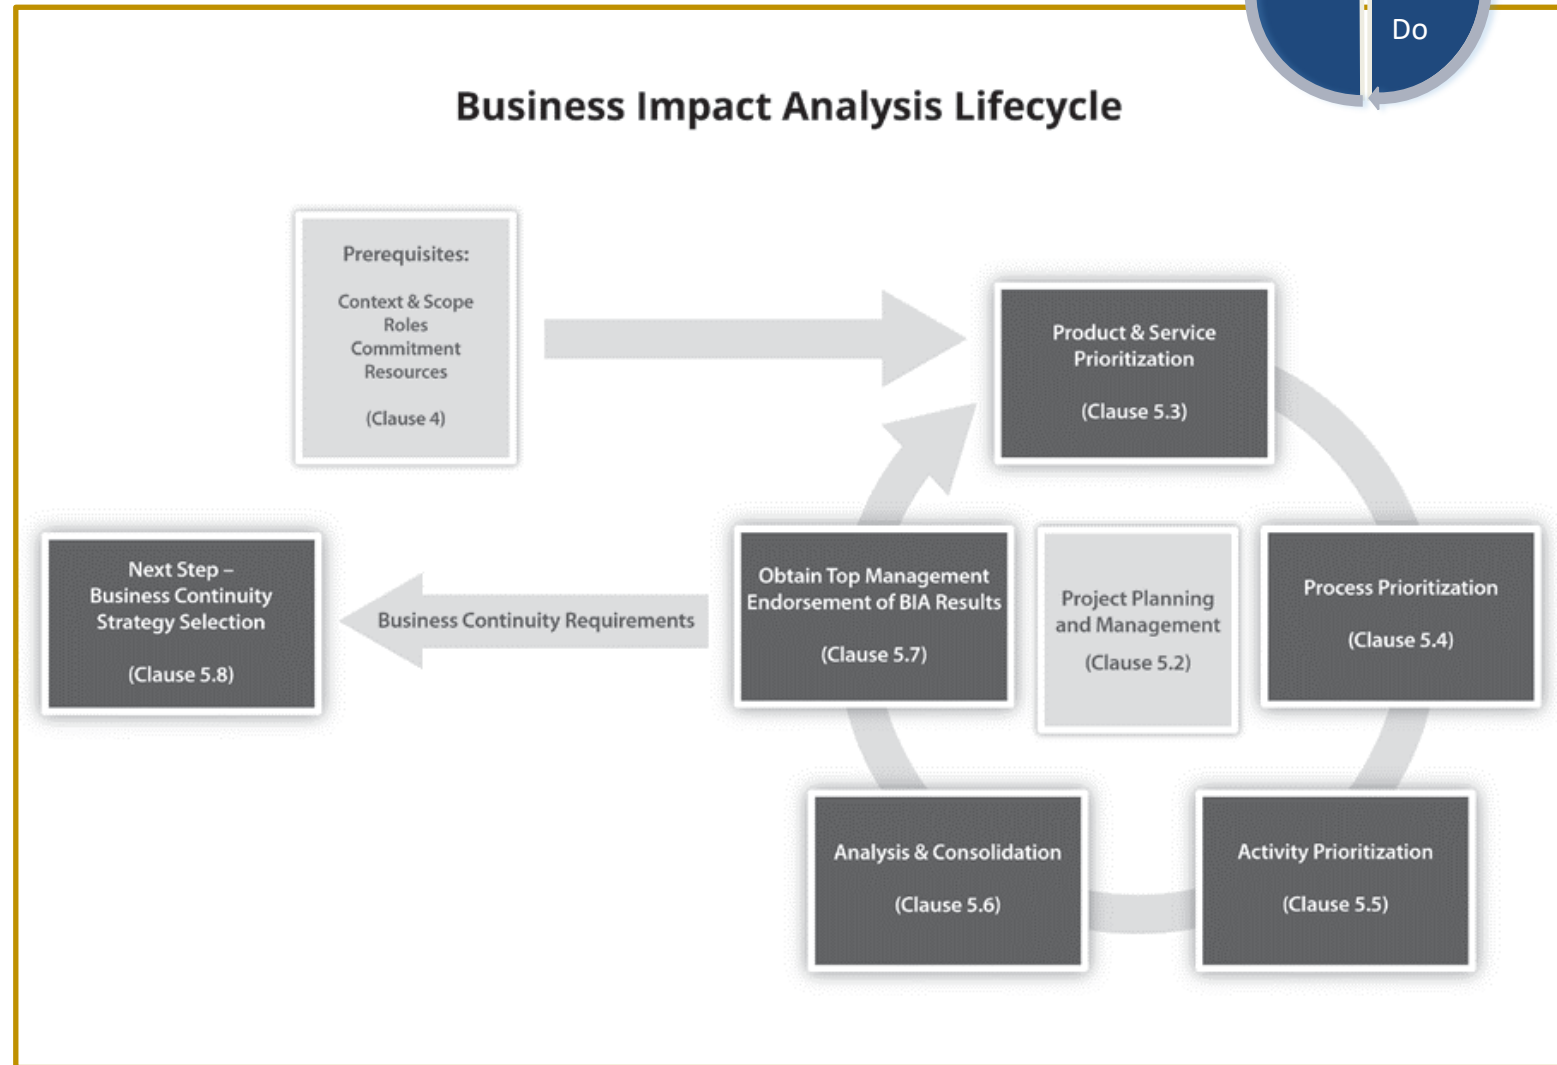 Do
Business Impact Analysis Lifecycle
Prerequisites:
Context & Scope
Roles
Commitment
Resources
(Clause 4)
Product & Service
Prioritization
(Clause 5.3)
Next Step –
Business Continuity
Strategy Selection
(Clause 5.8)
Business Continuity Requirements
Obtain Top Management
Endorsement of BIA Results
(Clause 5.7)
Project Planning
and Management
(Clause 5.2)
Process Prioritization
(Clause 5.4)
Analysis & Consolidation
(Clause 5.6)
Activity Prioritization
(Clause 5.5)